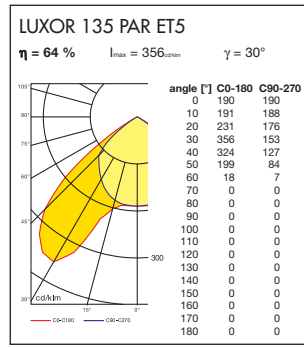 LUXOR 135 PAR ET5
η = 64 % Imax = 356cd/klm γ = 30°
angle [°] C0-180 C90-270
0 190 190
10 191 188
20 231 176
30 356 153
40 324 127
50 199 84
60 18 7
70 0 0
80 0 0
90 0 0
100 0 0
110 0 0
120 0 0
130 0 0
140 0 0
150 0 0
160 0 0
170 0 0
180 0 0
105°
90°
75°
60°
45°
300
30° cd/klm 15° 0°
C0-C180 C90-C270